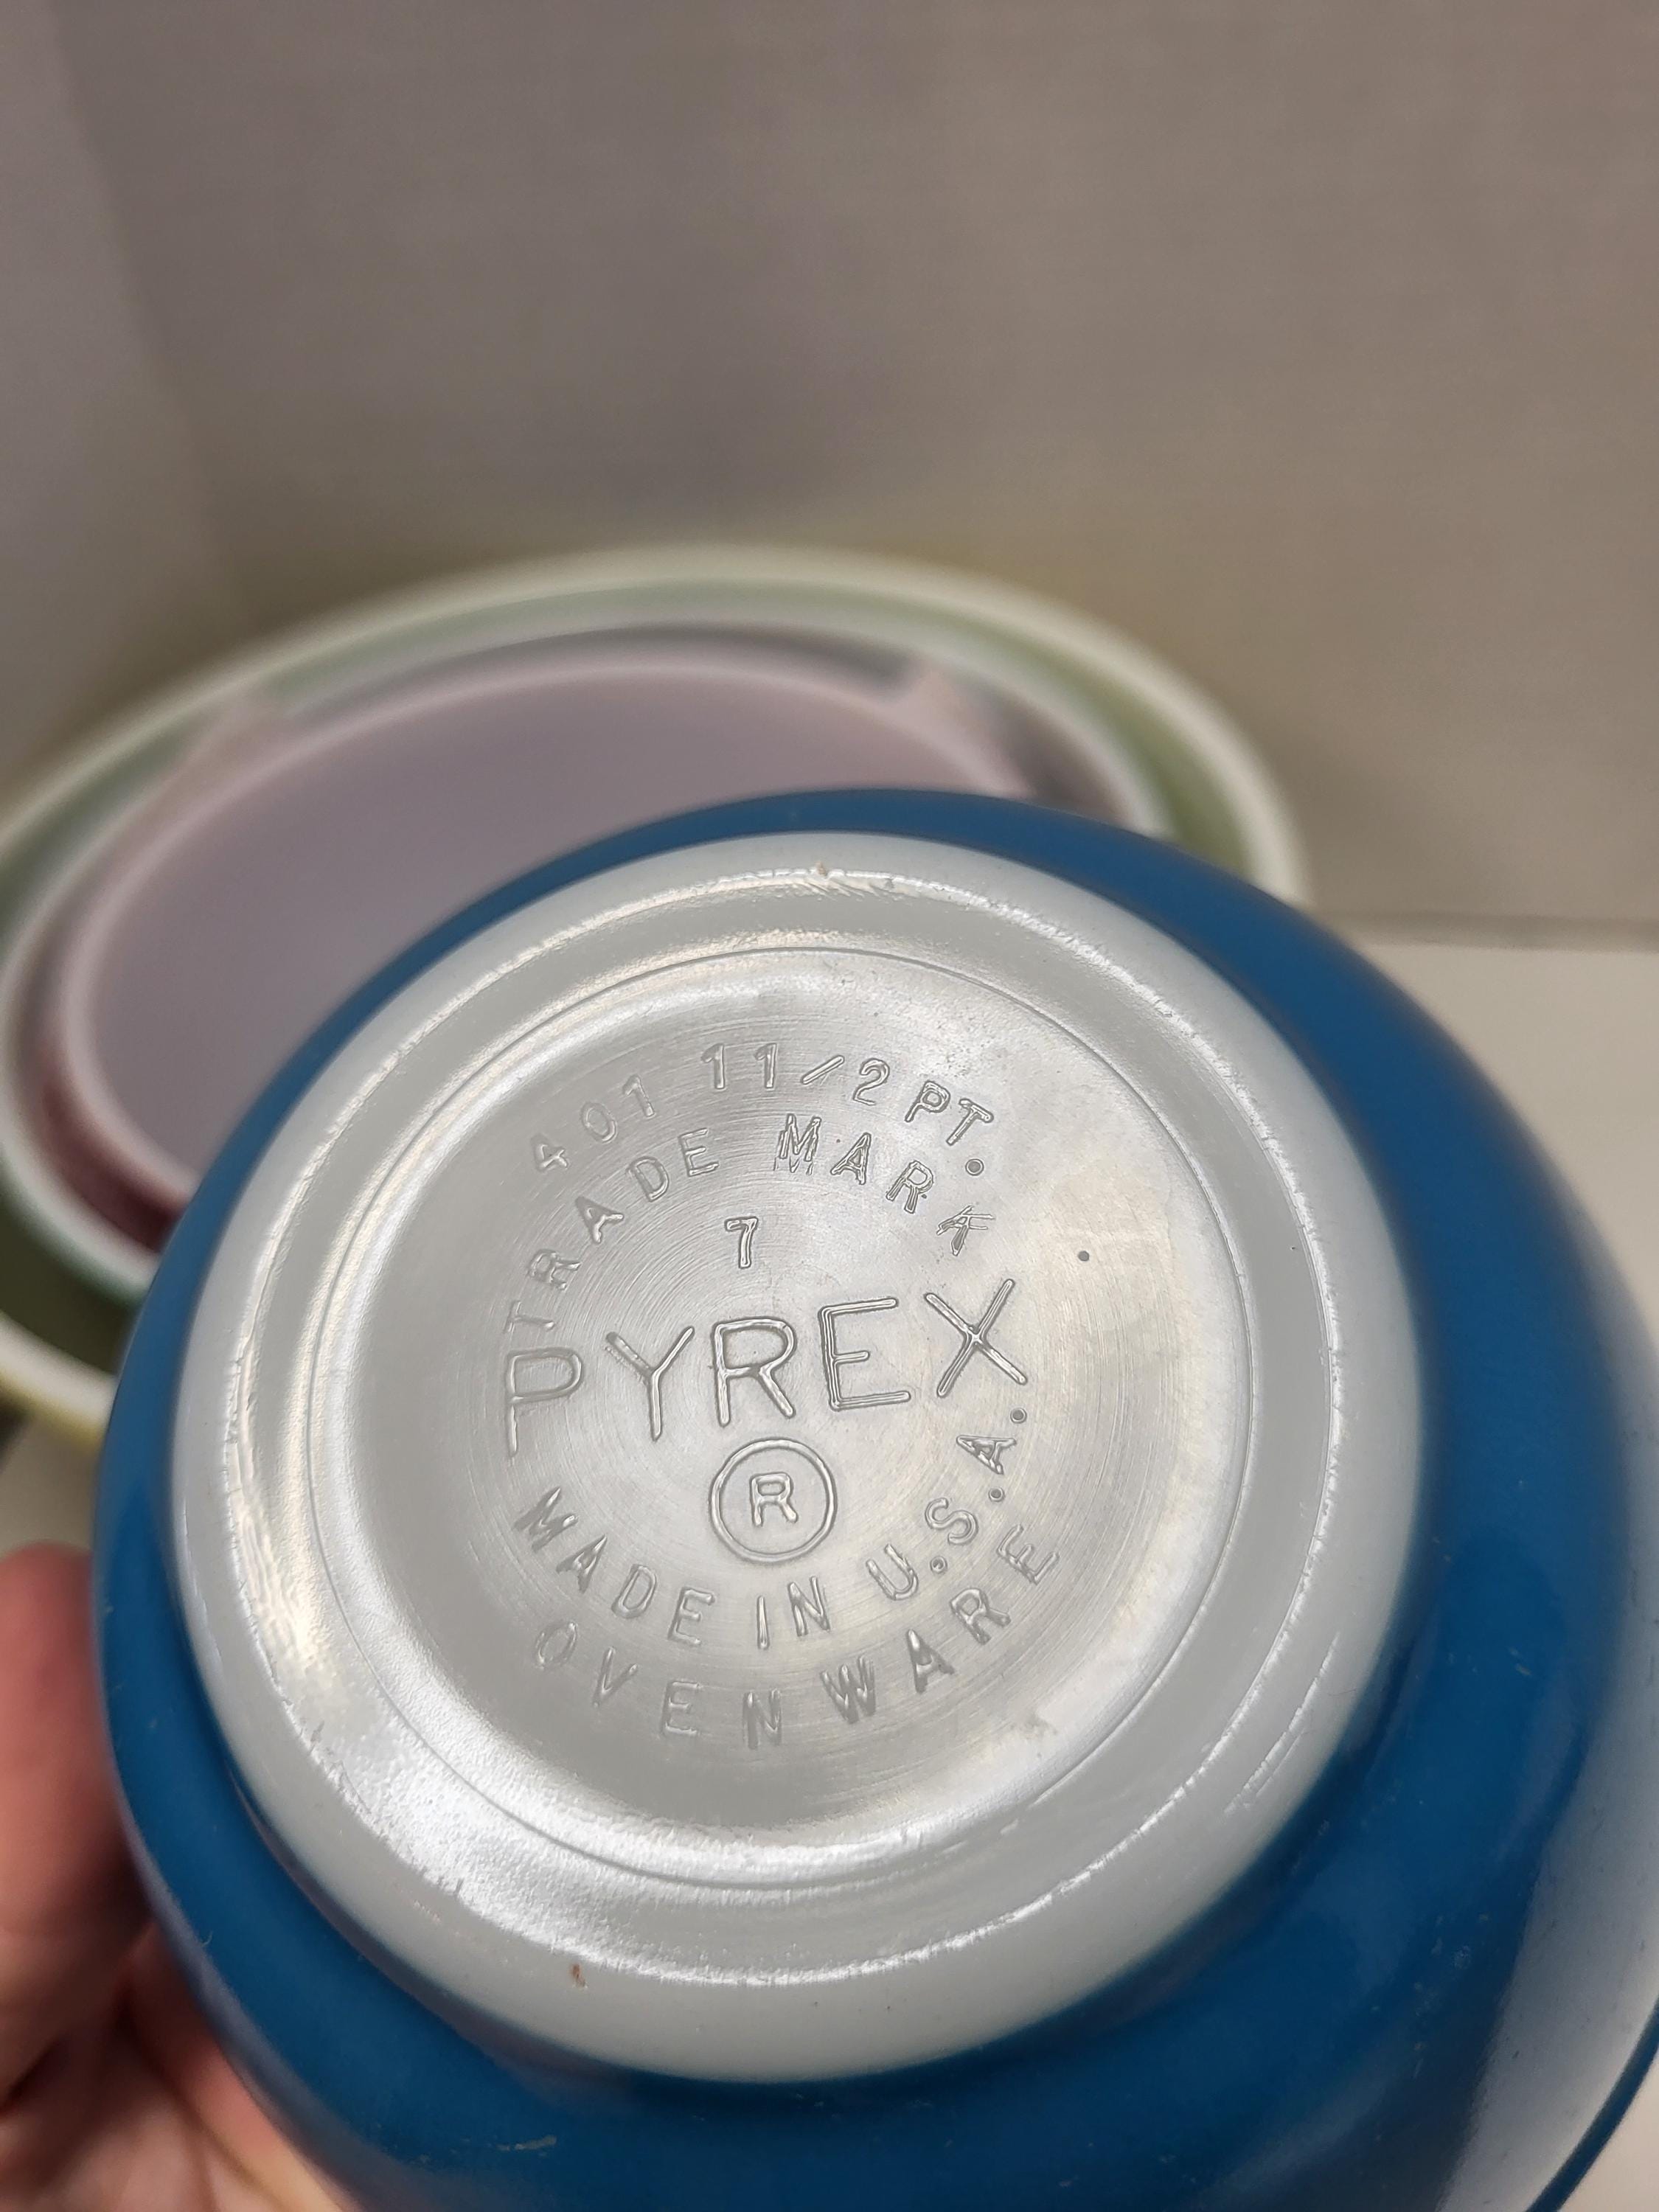 401 11/2 PT.
TRADE MARK
7
PYREX
®
MADE IN U.S.A.
OVENWARE